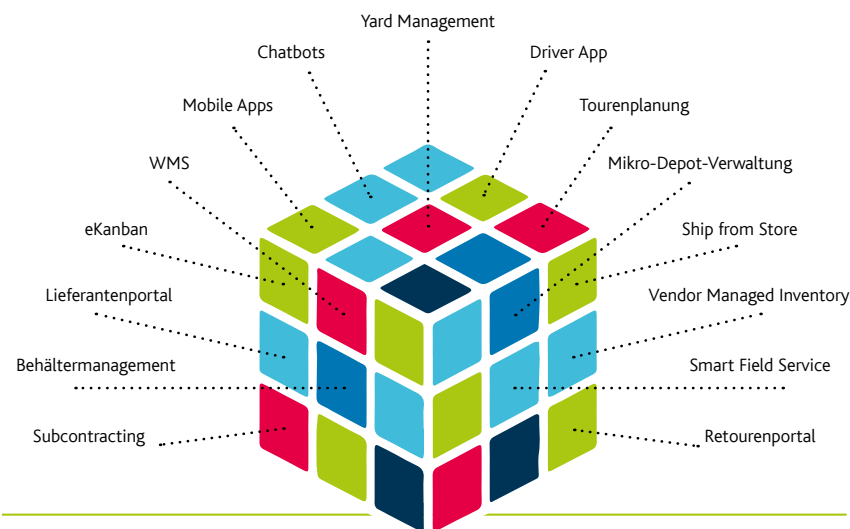 Yard Management
Chatbots
Driver App
Mobile Apps
Tourenplanung
WMS
Mikro-Depot-Verwaltung
eKanban
Ship from Store
Lieferantenportal
Vendor Managed Inventory
Behältermanagement
Smart Field Service
Subcontracting
Retourenportal